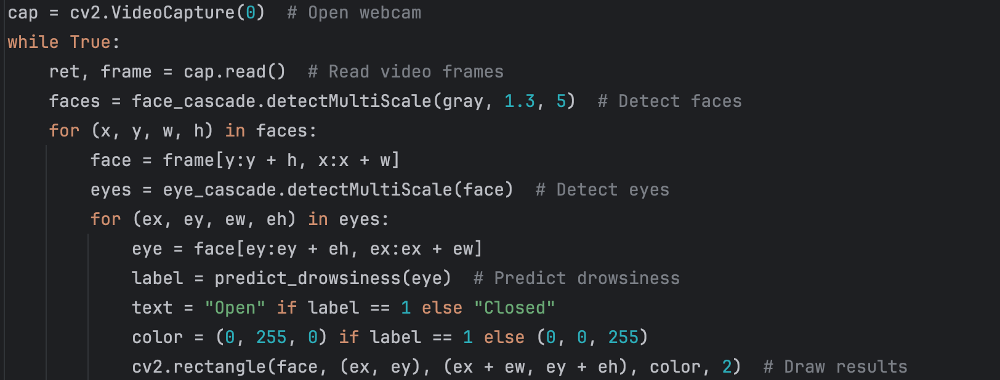 cap = cv2.VideoCapture(0)  # Open webcam
while True:
    ret, frame = cap.read()  # Read video frames
    faces = face_cascade.detectMultiScale(gray, 1.3, 5)  # Detect faces
    for (x, y, w, h) in faces:
        face = frame[y:y + h, x:x + w]
        eyes = eye_cascade.detectMultiScale(face)  # Detect eyes
        for (ex, ey, ew, eh) in eyes:
            eye = face[ey:ey + eh, ex:ex + ew]
            label = predict_drowsiness(eye)  # Predict drowsiness
            text = "Open" if label == 1 else "Closed"
            color = (0, 255, 0) if label == 1 else (0, 0, 255)
            cv2.rectangle(face, (ex, ey), (ex + ew, ey + eh), color, 2)  # Draw results